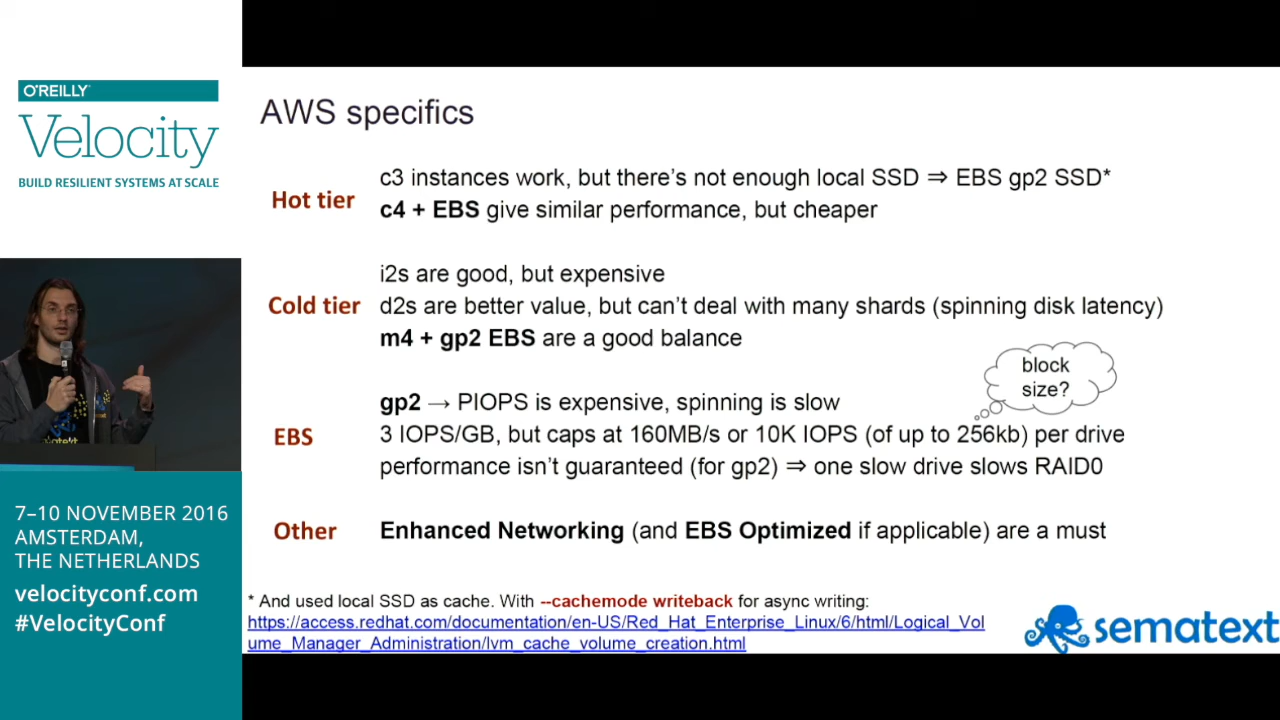 O'REILLY
Velocity
BUILD RESILIENT SYSTEMS AT SCALE
7–10 NOVEMBER 2016
AMSTERDAM,
THE NETHERLANDS
velocityconf.com
#VelocityConf
AWS specifics
Hot tier
c3 instances work, but there's not enough local SSD ⇒ EBS gp2 SSD*
c4 + EBS give similar performance, but cheaper
Cold tier
i2s are good, but expensive
d2s are better value, but can't deal with many shards (spinning disk latency)
m4 + gp2 EBS are a good balance
block
size?
EBS
gp2 → PIOPS is expensive, spinning is slow
3 IOPS/GB, but caps at 160MB/s or 10K IOPS (of up to 256kb) per drive
performance isn't guaranteed (for gp2) ⇒ one slow drive slows RAID0
Other
Enhanced Networking (and EBS Optimized if applicable) are a must
* And used local SSD as cache. With --cachemode writeback for async writing:
https://access.redhat.com/documentation/en-US/Red_Hat_Enterprise_Linux/6/html/Logical_Vol
ume_Manager_Administration/lvm_cache_volume_creation.html
sematext